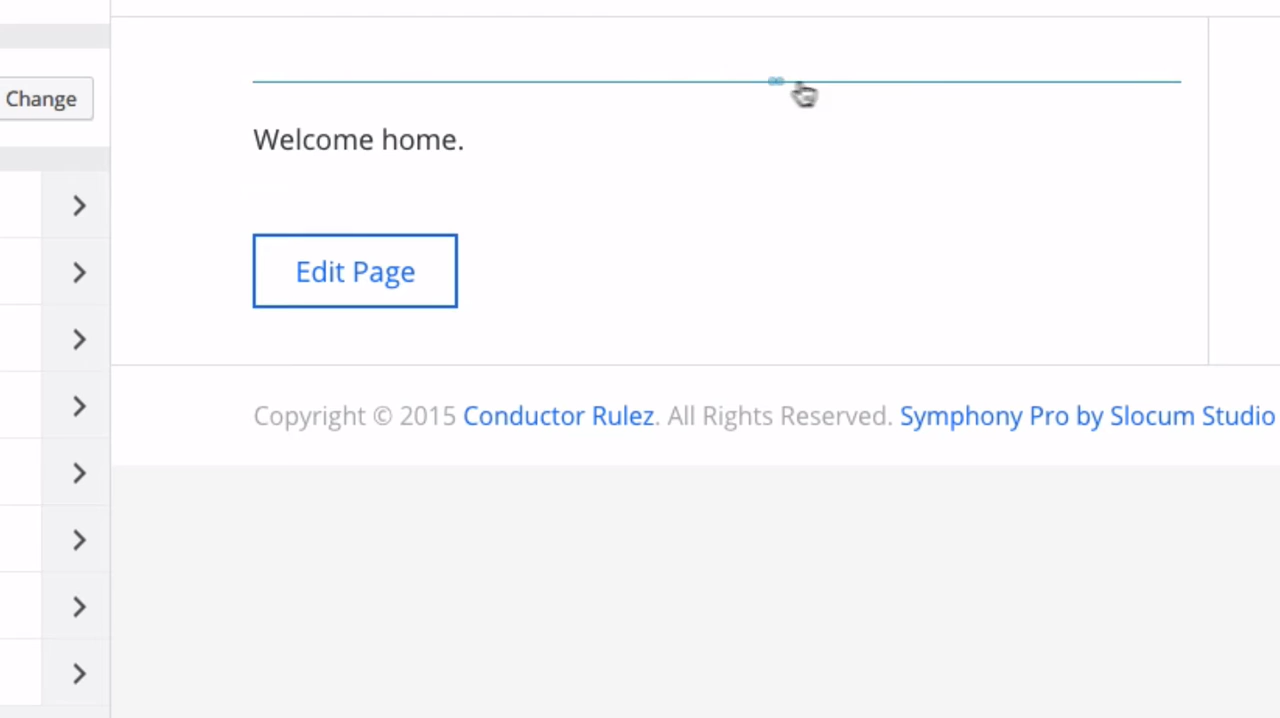 Change
Welcome home.
Edit Page
Copyright © 2015 Conductor Rulez. All Rights Reserved. Symphony Pro by Slocum Studio